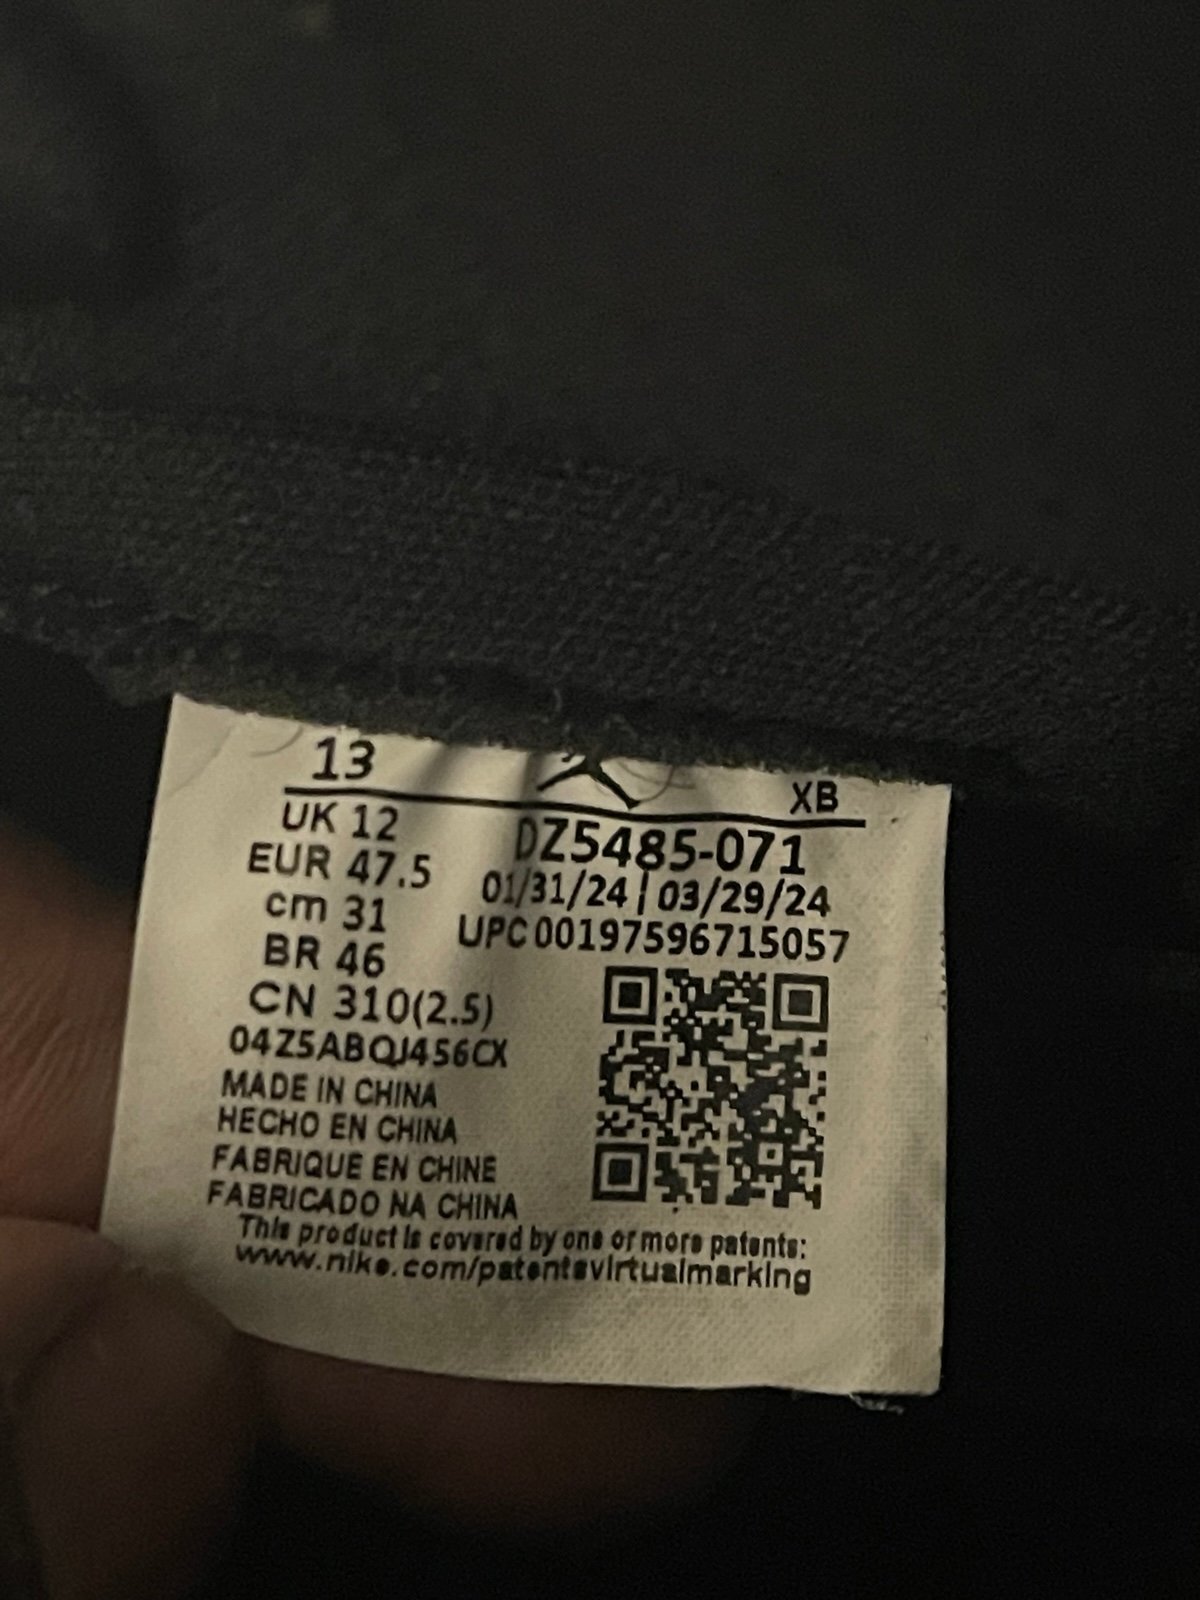 13
XB
UK 12
EUR 47.5
cm 31
BR 46
CN 310(2.5)
04Z5ABQJ456CX
DZ5485-071
01/31/24 | 03/29/24
UPC00197596715057
MADE IN CHINA
HECHO EN CHINA
FABRIQUE EN CHINE
FABRICADO NA CHINA
This product is covered by one or more patents:
www.nike.com/patentsvirtualmarking